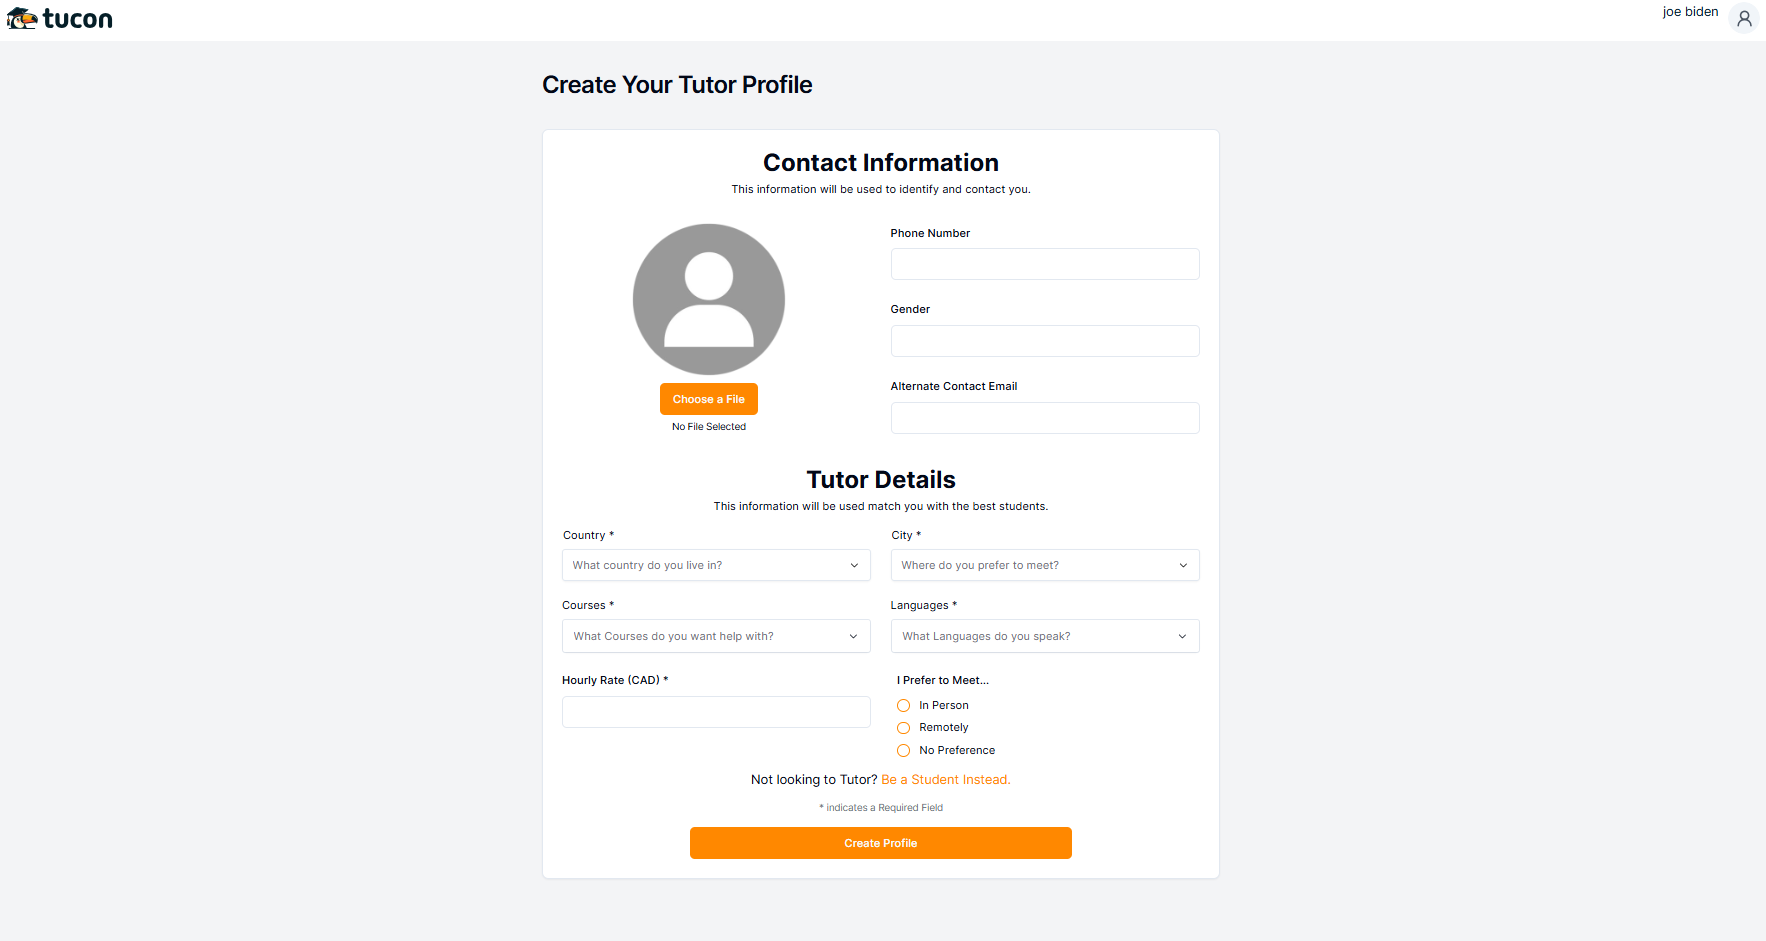 tucon
joe biden
Create Your Tutor Profile
Contact Information
This information will be used to identify and contact you.
Phone Number
Gender
Alternate Contact Email
Choose a File
No File Selected
Tutor Details
This information will be used match you with the best students.
Country *
City *
What country do you live in?
Where do you prefer to meet?
Courses *
Languages *
What Courses do you want help with?
What Languages do you speak?
Hourly Rate (CAD) *
I Prefer to Meet...
In Person
Remotely
No Preference
Not looking to Tutor? Be a Student Instead.
* indicates a Required Field
Create Profile